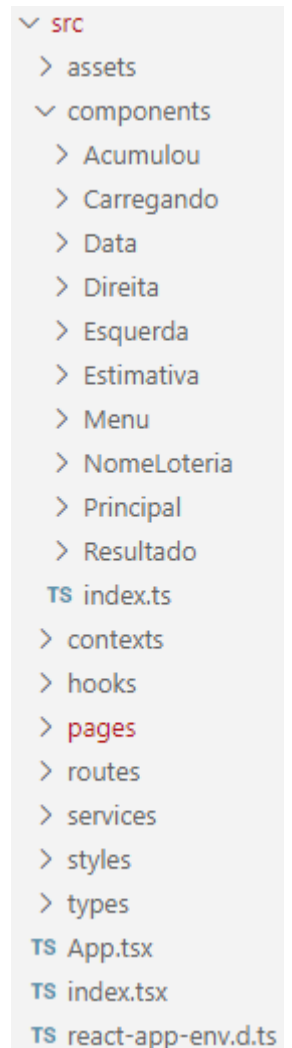 src
assets
components
Acumulou
Carregando
Data
Direita
Esquerda
Estimativa
Menu
NomeLoteria
Principal
Resultado
TS index.ts
contexts
hooks
pages
routes
services
styles
types
TS App.tsx
TS index.tsx
TS react-app-env.d.ts